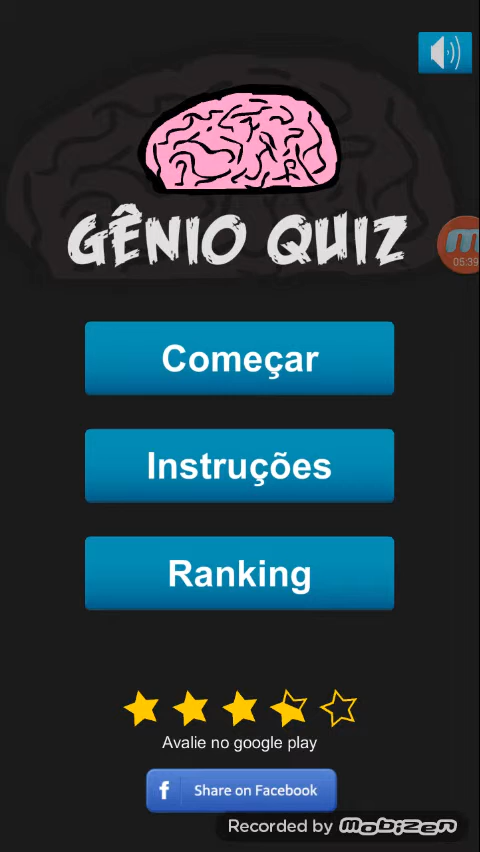 GÊNIO QUIZ
05:39
Começar
Instruções
Ranking
Avalie no google play
f Share on Facebook
Recorded by mobizen